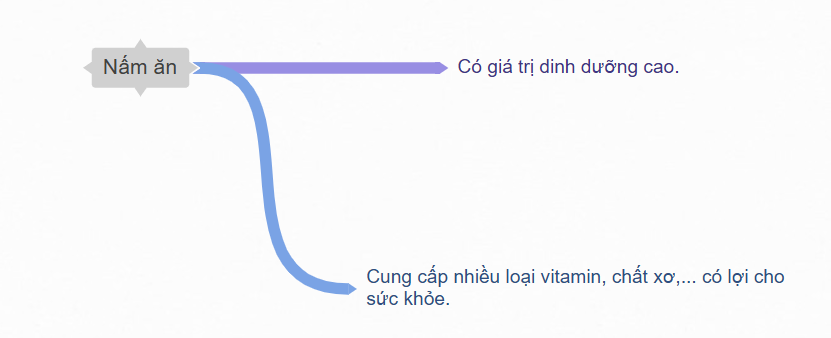 Nấm ăn
Có giá trị dinh dưỡng cao.
Cung cấp nhiều loại vitamin, chất xơ,... có lợi cho
sức khỏe.